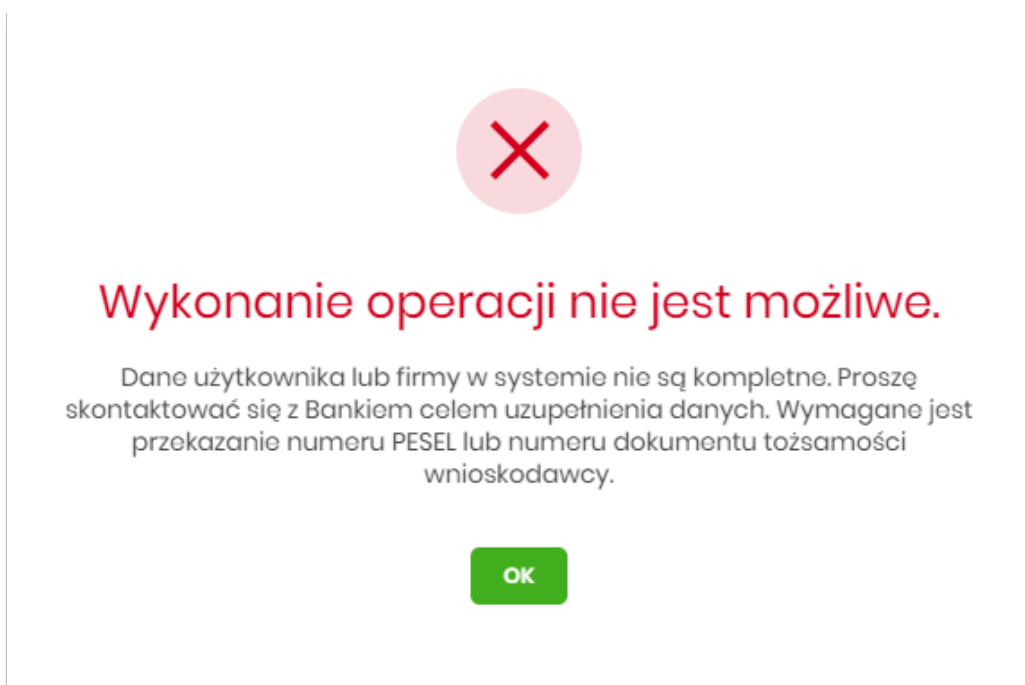 Wykonanie operacji nie jest możliwe.
Dane użytkownika lub firmy w systemie nie są kompletne. Proszę
skontaktować się z Bankiem celem uzupełnienia danych. Wymagane jest
przekazanie numeru PESEL lub numeru dokumentu tożsamości
wnioskodawcy.
OK